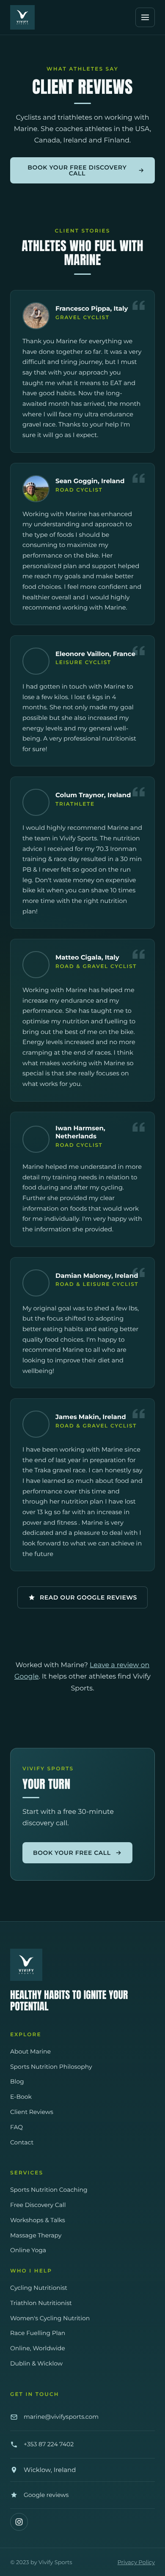 VIVIFY
SPORTS
WHAT ATHLETES SAY
CLIENT REVIEWS
Cyclists and triathletes on working with
Marine. She coaches athletes in the USA,
Canada, Ireland and Finland.
BOOK YOUR FREE DISCOVERY
CALL →
CLIENT STORIES
ATHLETES WHO FUEL WITH
MARINE
Francesco Pippa, Italy
GRAVEL CYCLIST
Thank you Marine for everything we
have done together so far. It was a very
difficult and tiring journey, but I must
say that with your approach you
taught me what it means to EAT and
have good habits. Now the long-
awaited month has arrived, the month
where I will face my ultra endurance
gravel race. Thanks to your help I'm
sure it will go as I expect.
Sean Goggin, Ireland
ROAD CYCLIST
Working with Marine has enhanced
my understanding and approach to
the type of foods I should be
consuming to maximize my
performance on the bike. Her
personalized plan and support helped
me reach my goals and make better
food choices. I feel more confident and
healthier overall and I would highly
recommend working with Marine.
Eleonore Vaillon, France
LEISURE CYCLIST
I had gotten in touch with Marine to
lose a few kilos. I lost 6 kgs in 4
months. She not only made my goal
possible but she also increased my
energy levels and my general well-
being. A very professional nutritionist
for sure!
Colum Traynor, Ireland
TRIATHLETE
I would highly recommend Marine and
the team in Vivify Sports. The nutrition
advice I received for my 70.3 Ironman
training & race day resulted in a 30 min
PB & I never felt so good on the run
leg. Don't waste money on expensive
bike kit when you can shave 10 times
more time with the right nutrition
plan!
Matteo Cigala, Italy
ROAD & GRAVEL CYCLIST
Working with Marine has helped me
increase my endurance and my
performance. She has taught me to
optimise my nutrition and fuelling to
bring out the best of me on the bike.
Energy levels increased and no more
cramping at the end of races. I think
what makes working with Marine so
special is that she really focuses on
what works for you.
Iwan Harmsen,
Netherlands
ROAD CYCLIST
Marine helped me understand in more
detail my training needs in relation to
food during and after my cycling.
Further she provided my clear
information on foods that would work
for me individually. I'm very happy with
the information she provided.
Damian Maloney, Ireland
ROAD & LEISURE CYCLIST
My original goal was to shed a few lbs,
but the focus shifted to adopting
healthier habits and eating better
quality food choices. I'm happy to
recommend Marine to all who are
looking to improve their diet and
wellbeing!
James Makin, Ireland
ROAD & GRAVEL CYCLIST
I have been working with Marine since
the end of last year in preparation for
the Traka gravel race. I can honestly say
I have learned so much about food and
performance over this time and
through her nutrition plan I have lost
over 13 kg so far with an increase in
power and fitness . Marine is very
dedicated and a pleasure to deal with I
look forward to what we can achieve in
the future
★ READ OUR GOOGLE REVIEWS
Worked with Marine? Leave a review on
Google. It helps other athletes find Vivify
Sports.
VIVIFY SPORTS
YOUR TURN
Start with a free 30-minute
discovery call.
BOOK YOUR FREE CALL →
VIVIFY
SPORTS
HEALTHY HABITS TO IGNITE YOUR
POTENTIAL
EXPLORE
About Marine
Sports Nutrition Philosophy
Blog
E-Book
Client Reviews
FAQ
Contact
SERVICES
Sports Nutrition Coaching
Free Discovery Call
Workshops & Talks
Massage Therapy
Online Yoga
WHO I HELP
Cycling Nutritionist
Triathlon Nutritionist
Women's Cycling Nutrition
Race Fuelling Plan
Online, Worldwide
Dublin & Wicklow
GET IN TOUCH
marine@vivifysports.com
+353 87 224 7402
Wicklow, Ireland
Google reviews
© 2023 by Vivify Sports
Privacy Policy